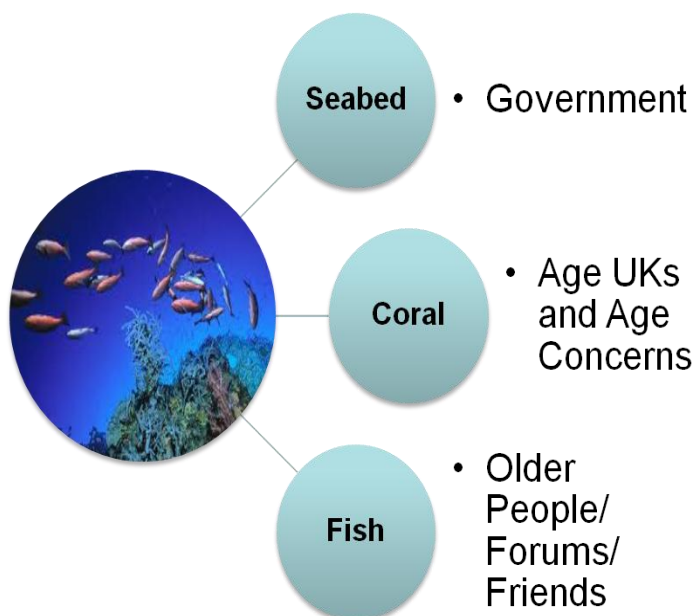 Seabed
• Government
Coral
• Age UKs
and Age
Concerns
Fish
• Older
People/
Forums/
Friends